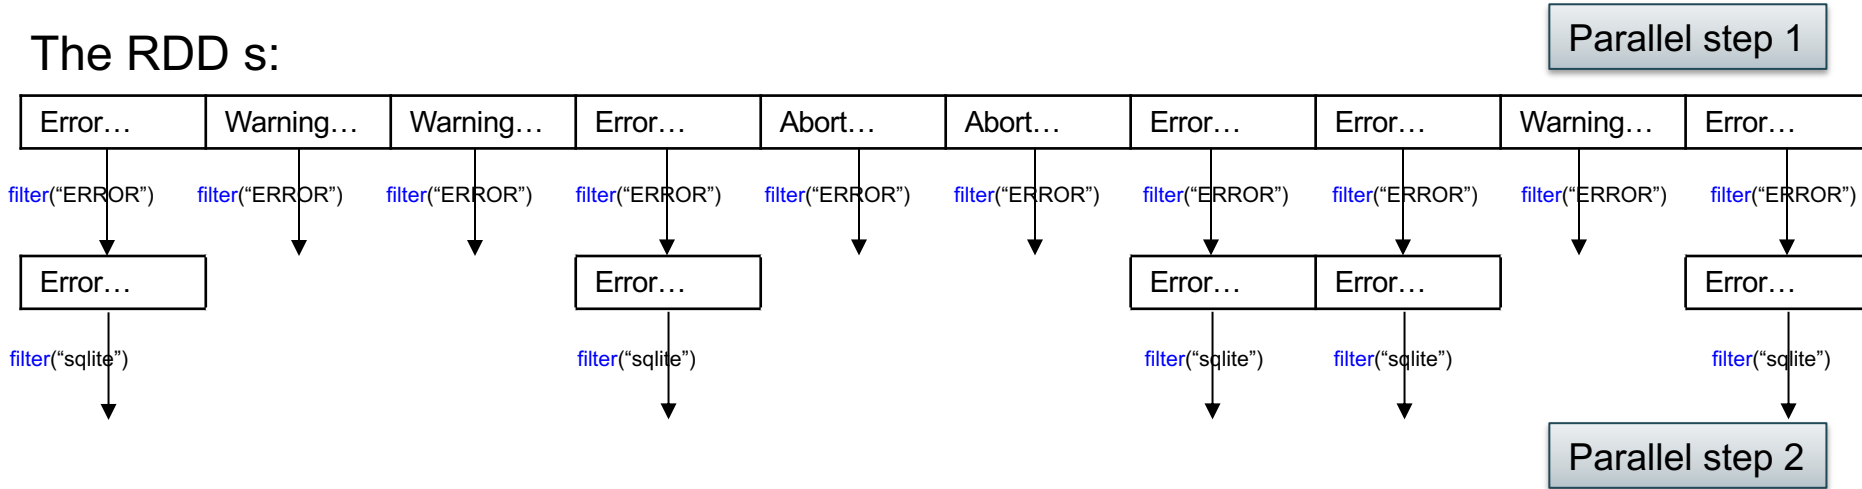 Parallel step 1
The RDD s:
Error… Warning… Warning… Error… Abort… Abort… Error… Error… Warning… Error…
filter(“ERROR”) filter(“ERROR”) filter(“ERROR”) filter(“ERROR”) filter(“ERROR”) filter(“ERROR”) filter(“ERROR”) filter(“ERROR”) filter(“ERROR”) filter(“ERROR”)
Error… Error… Error… Error… Error…
filter(“sqlite”) filter(“sqlite”) filter(“sqlite”) filter(“sqlite”) filter(“sqlite”)
Parallel step 2